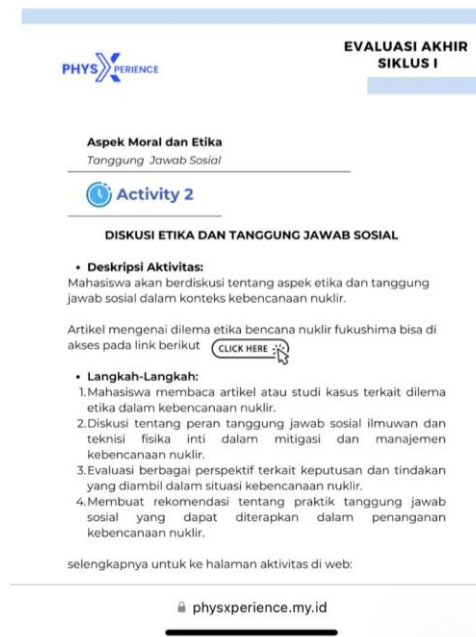 EVALUASI AKHIR
SIKLUS I
PHYS PERIENCE
Aspek Moral dan Etika
Tanggung Jawab Sosial
Activity 2
DISKUSI ETIKA DAN TANGGUNG JAWAB SOSIAL
• Deskripsi Aktivitas:
Mahasiswa akan berdiskusi tentang aspek etika dan tanggung
jawab sosial dalam konteks kebencanaan nuklir.
Artikel mengenai dilema etika bencana nuklir fukushima bisa di
akses pada link berikut CLICK HERE
• Langkah-Langkah:
1.Mahasiswa membaca artikel atau studi kasus terkait dilema
etika dalam kebencanaan nuklir.
2.Diskusi tentang peran tanggung jawab sosial ilmuwan dan
teknisi fisika inti dalam mitigasi dan manajemen
kebencanaan nuklir.
3.Evaluasi berbagai perspektif terkait keputusan dan tindakan
yang diambil dalam situasi kebencanaan nuklir.
4.Membuat rekomendasi tentang praktik tanggung jawab
sosial yang dapat diterapkan dalam penanganan
kebencanaan nuklir.
selengkapnya untuk ke halaman aktivitas di web:
physxperience.my.id